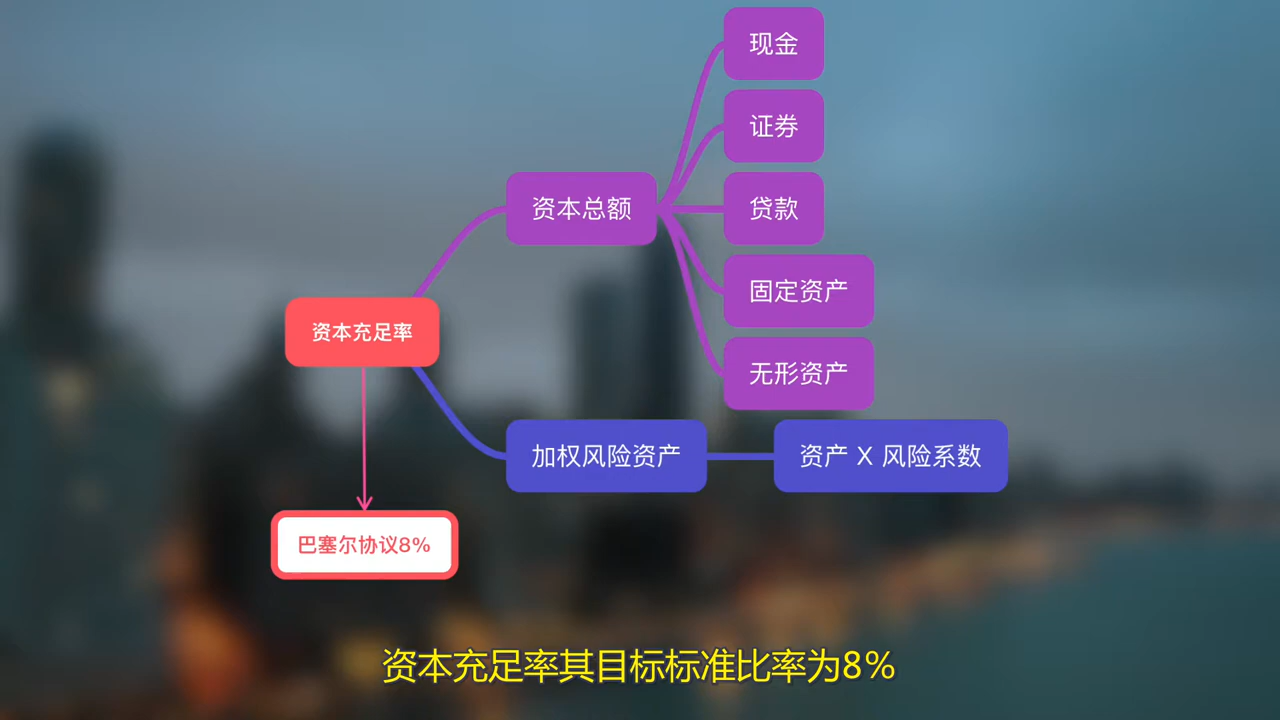 现金
证券
资本总额
贷款
固定资产
资本充足率
无形资产
加权风险资产
资产 X 风险系数
巴塞尔协议8%
资本充足率其目标标准比率为8%